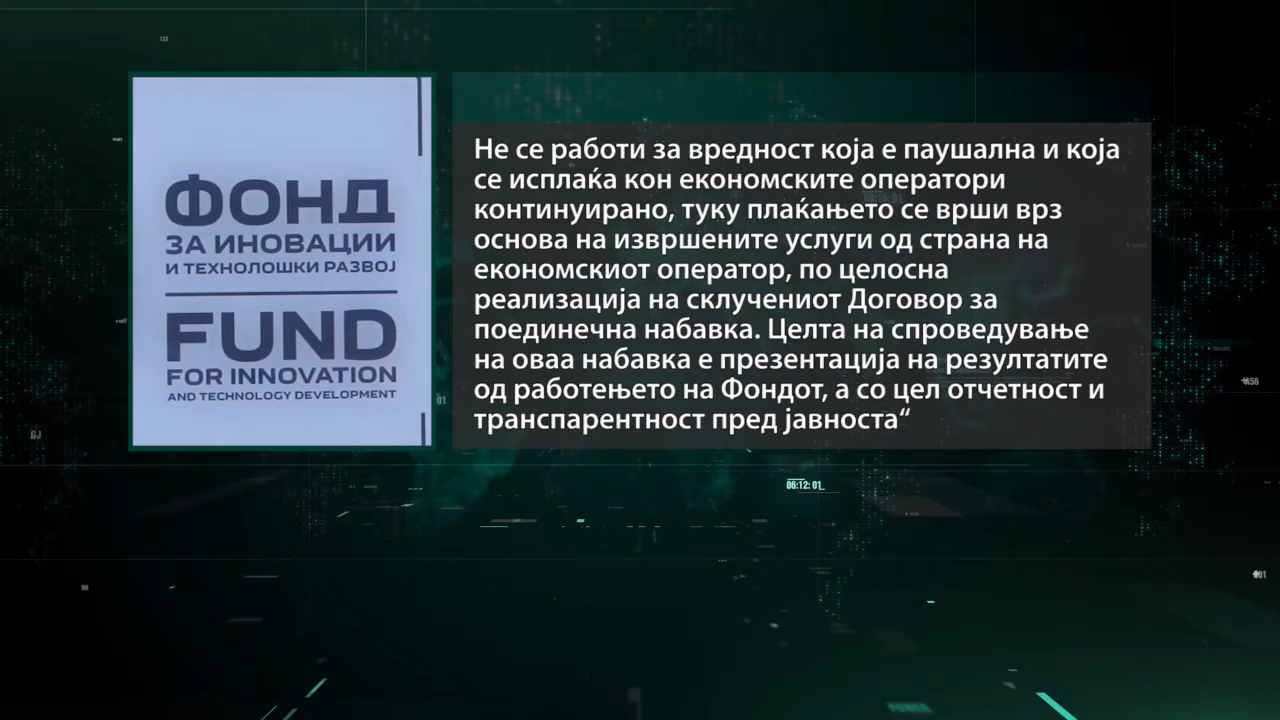 ФОНД
ЗА ИНОВАЦИИ
И ТЕХНОЛОШКИ РАЗВОЈ
FUND
FOR INNOVATION
AND TECHNOLOGY DEVELOPMENT
Не се работи за вредност која е паушална и која
се исплаќа кон економските оператори
континуирано, туку плаќањето се врши врз
основа на извршените услуги од страна на
економскиот оператор, по целосна
реализација на склучениот Договор за
поединечна набавка. Целта на спроведување
на оваа набавка е презентација на резултатите
од работењето на Фондот, а со цел отчетност и
транспарентност пред јавноста“
06:12: 01_